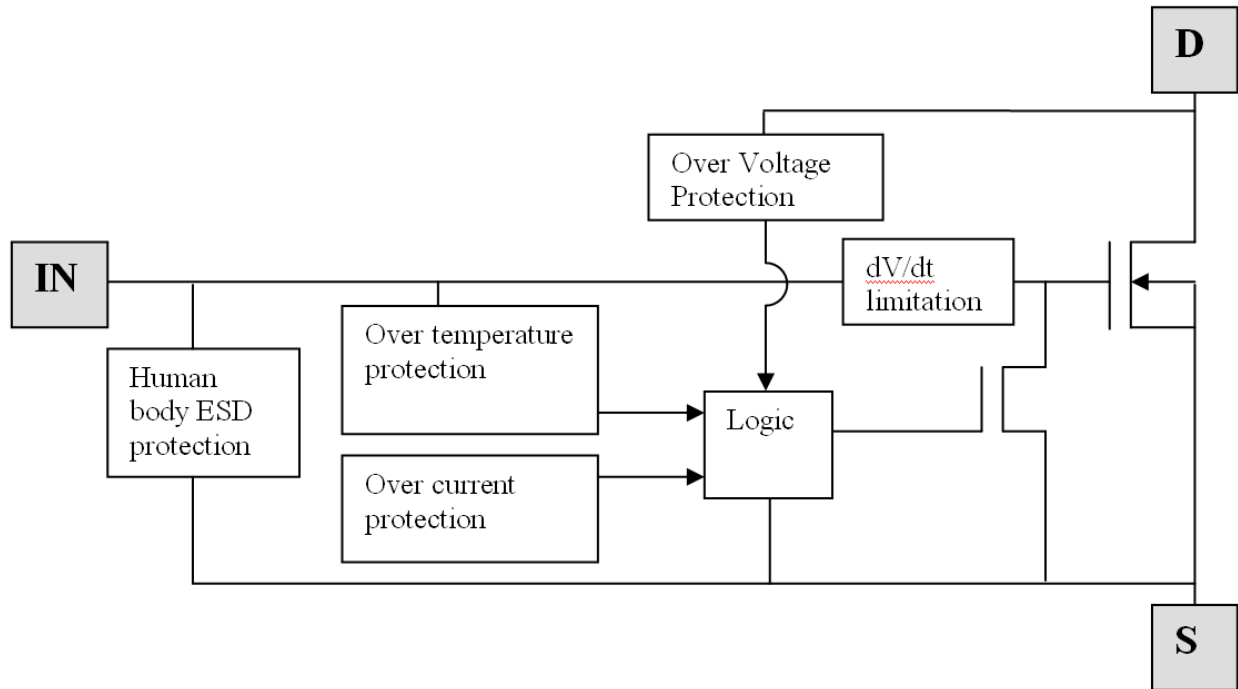 D
Over Voltage
Protection
IN
dV/dt
limitation
Over temperature
protection
Human
body ESD
protection
Logic
Over current
protection
S